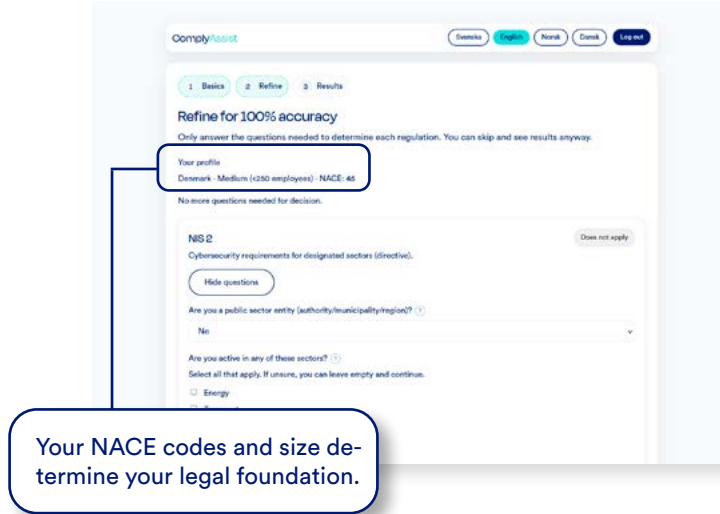 ComplyAssist
Svenska English Norsk Dansk Log out
1 Basics 2 Refine 3 Results
Refine for 100% accuracy
Only answer the questions needed to determine each regulation. You can skip and see results anyway.
Your profile
Denmark · Medium (<250 employees) · NACE: 45
No more questions needed for decision.
NIS 2 Does not apply
Cybersecurity requirements for designated sectors (directive).
Hide questions
Are you a public sector entity (authority/municipality/region)? ?
No
Are you active in any of these sectors? ?
Select all that apply. If unsure, you can leave empty and continue.
Energy
Your NACE codes and size de-
termine your legal foundation.